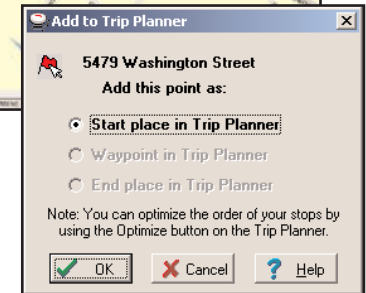 Add to Trip Planner
5479 Washington Street
Add this point as:
Start place in Trip Planner
Waypoint in Trip Planner
End place in Trip Planner
Note: You can optimize the order of your stops by
using the Optimize button on the Trip Planner.
OK Cancel Help